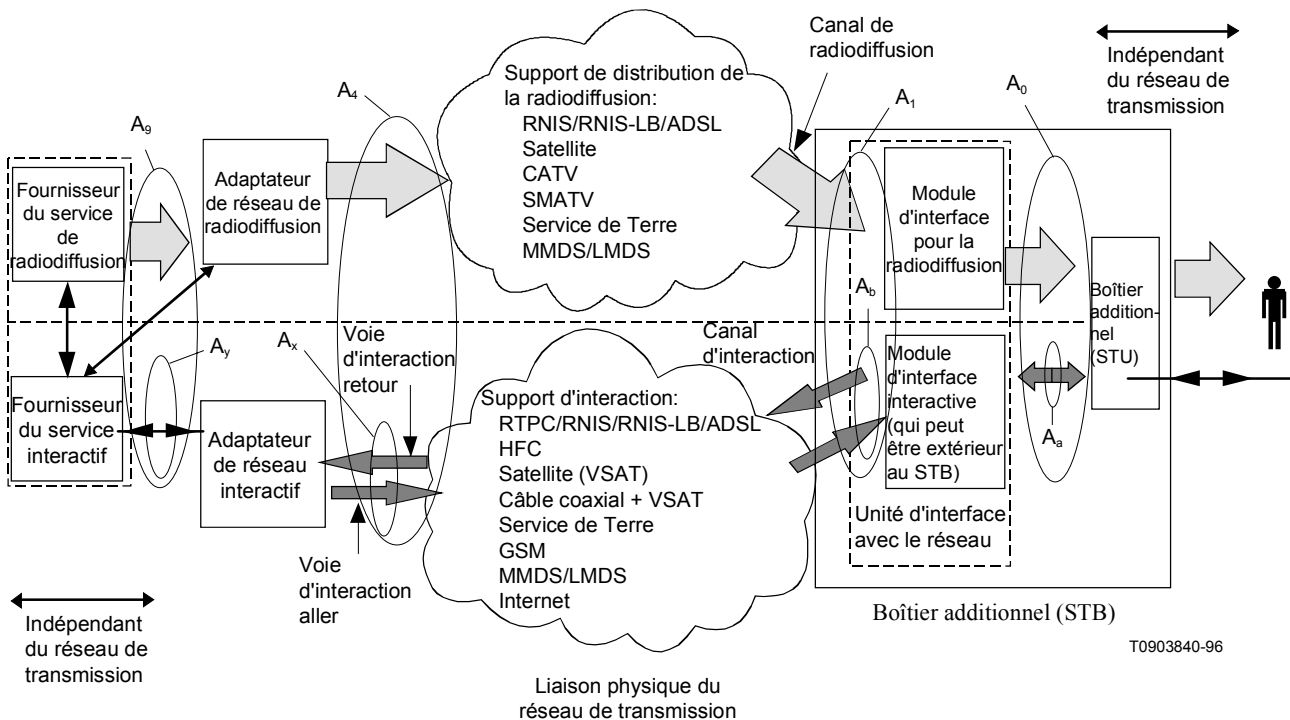 Canal de
radiodiffusion
Indépendant
du réseau de
transmission
Support de distribution de
la radiodiffusion:
RNIS/RNIS-LB/ADSL
Satellite
CATV
SMATV
Service de Terre
MMDS/LMDS
A9
A4
A1
A0
Fournisseur
du service
de
radiodiffusion
Adaptateur
de réseau de
radiodiffusion
Module
d'interface
pour la
radiodiffusion
Boîtier
addition-
nel
(STU)
Ay
Ax
Voie
d'interaction
retour
Canal
d'interaction
Ab
Fournisseur
du service
interactif
Adaptateur
de réseau
interactif
Support d'interaction:
RTPC/RNIS/RNIS-LB/ADSL
HFC
Satellite (VSAT)
Câble coaxial + VSAT
Service de Terre
GSM
MMDS/LMDS
Internet
Module
d'interface
interactive
(qui peut
être extérieur
au STB)
Aa
Unité d'interface
avec le réseau
Voie
d'interaction
aller
Boîtier additionnel (STB)
Indépendant
du réseau de
transmission
T0903840-96
Liaison physique du
réseau de transmission